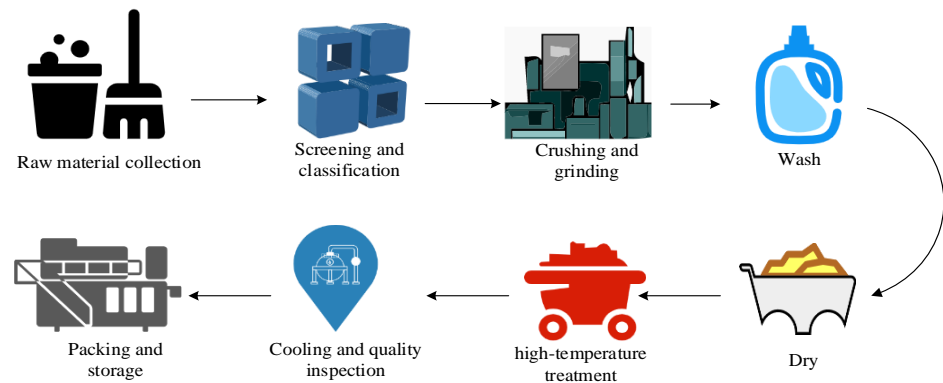 Raw material collection
Screening and
classification
Crushing and
grinding
Wash
Dry
high-temperature
treatment
Cooling and quality
inspection
Packing and
storage